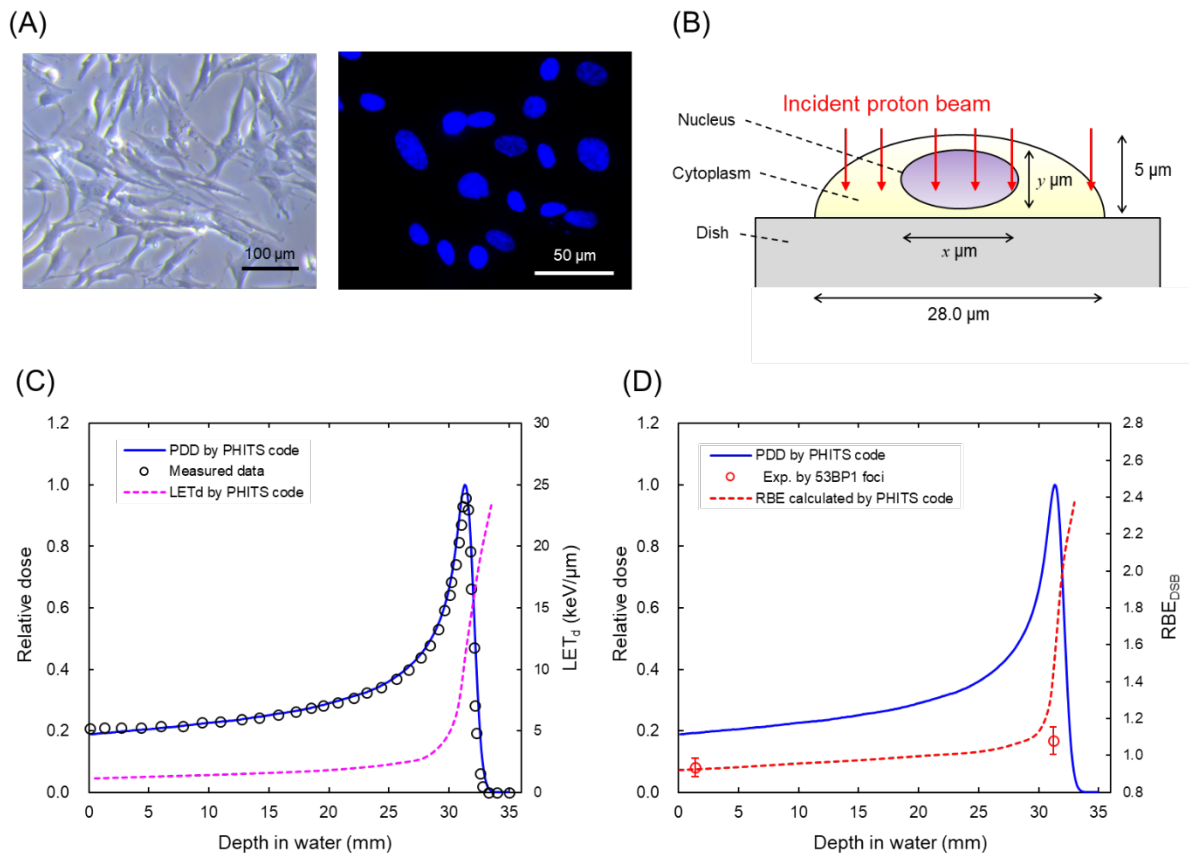 (A)
100 µm
50 µm
(B)
Incident proton beam
Nucleus
Cytoplasm
Dish
y µm
5 µm
x µm
28.0 µm
(C)
PDD by PHITS code
Measured data
LETd by PHITS code
Relative dose
1.2
1.0
0.8
0.6
0.4
0.2
0.0
30
25
20
15
10
5
0
LETd (keV/µm)
0 5 10 15 20 25 30 35
Depth in water (mm)
(D)
PDD by PHITS code
Exp. by 53BP1 foci
RBE calculated by PHITS code
Relative dose
1.2
1.0
0.8
0.6
0.4
0.2
0.0
2.8
2.6
2.4
2.2
2.0
1.8
1.6
1.4
1.2
1.0
0.8
RBEDSB
0 5 10 15 20 25 30 35
Depth in water (mm)